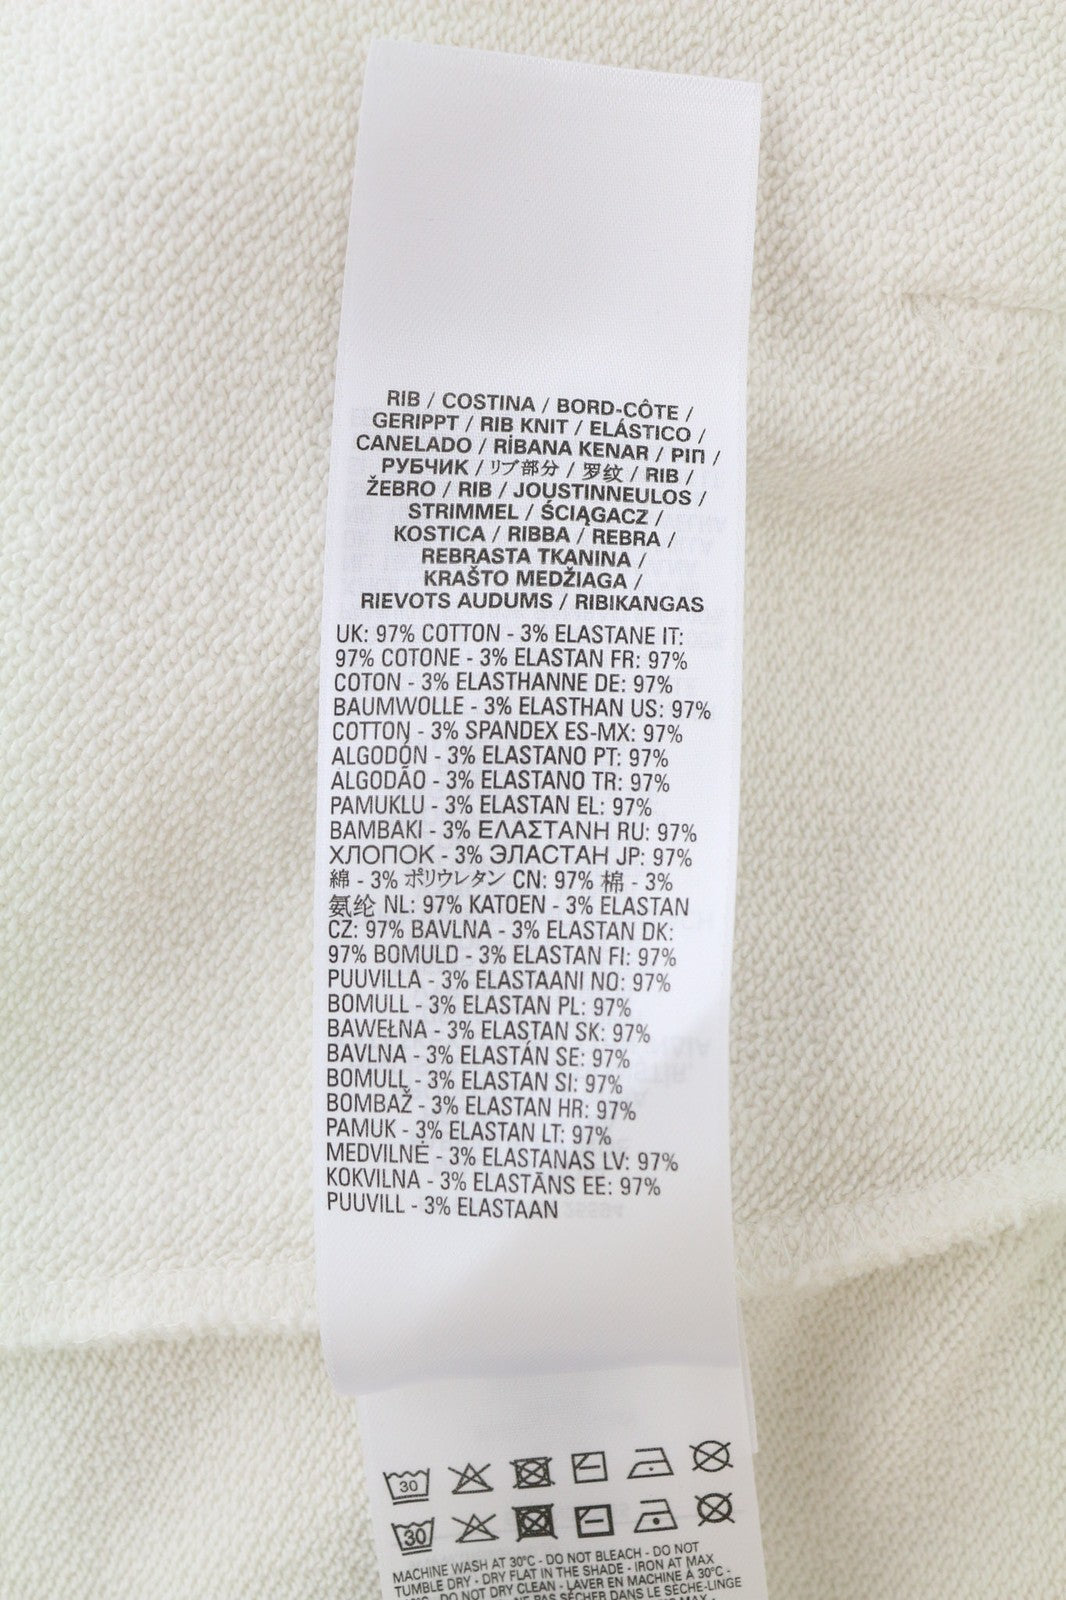 RIB / COSTINA / BORD-CÔTE /
GERIPPT / RIB KNIT / ELÁSTICO /
CANELADO / RİBANA KENAR / ΡΙΠ /
РУБЧИК / リブ部分 / 罗纹 / RIB /
ŽEBRO / RIB / JOUSTINNEULOS /
STRIMMEL / ŚCIĄGACZ /
KOSTICA / RIBBA / REBRA /
REBRASTA TKANINA /
KRAŠTO MEDŽIAGA /
RIEVOTS AUDUMS / RIBIKANGAS
UK: 97% COTTON - 3% ELASTANE IT:
97% COTONE - 3% ELASTAN FR: 97%
COTON - 3% ELASTHANNE DE: 97%
BAUMWOLLE - 3% ELASTHAN US: 97%
COTTON - 3% SPANDEX ES-MX: 97%
ALGODÓN - 3% ELASTANO PT: 97%
ALGODÃO - 3% ELASTANO TR: 97%
PAMUKLU - 3% ELASTAN EL: 97%
ΒΑΜΒΑΚΙ - 3% ΕΛΑΣΤΑΝΗ RU: 97%
ХЛОПОК - 3% ЭЛАСТАН JP: 97%
綿 - 3% ポリウレタン CN: 97% 棉 - 3%
氨纶 NL: 97% KATOEN - 3% ELASTAN
CZ: 97% BAVLNA - 3% ELASTAN DK:
97% BOMULD - 3% ELASTAN FI: 97%
PUUVILLA - 3% ELASTAANI NO: 97%
BOMULL - 3% ELASTAN PL: 97%
BAWEŁNA - 3% ELASTAN SK: 97%
BAVLNA - 3% ELASTÁN SE: 97%
BOMULL - 3% ELASTAN SI: 97%
BOMBAŽ - 3% ELASTAN HR: 97%
PAMUK - 3% ELASTAN LT: 97%
MEDVILNĖ - 3% ELASTANAS LV: 97%
KOKVILNA - 3% ELASTĀNS EE: 97%
PUUVILL - 3% ELASTAAN
30
30
MACHINE WASH AT 30°C - DO NOT BLEACH - DO NOT
TUMBLE DRY - DRY FLAT IN THE SHADE - IRON AT MAX
DO NOT DRY CLEAN - LAVER EN MACHINE À 30°C -
NE PAS SÉCHER DANS LE SÈCHE-LINGE